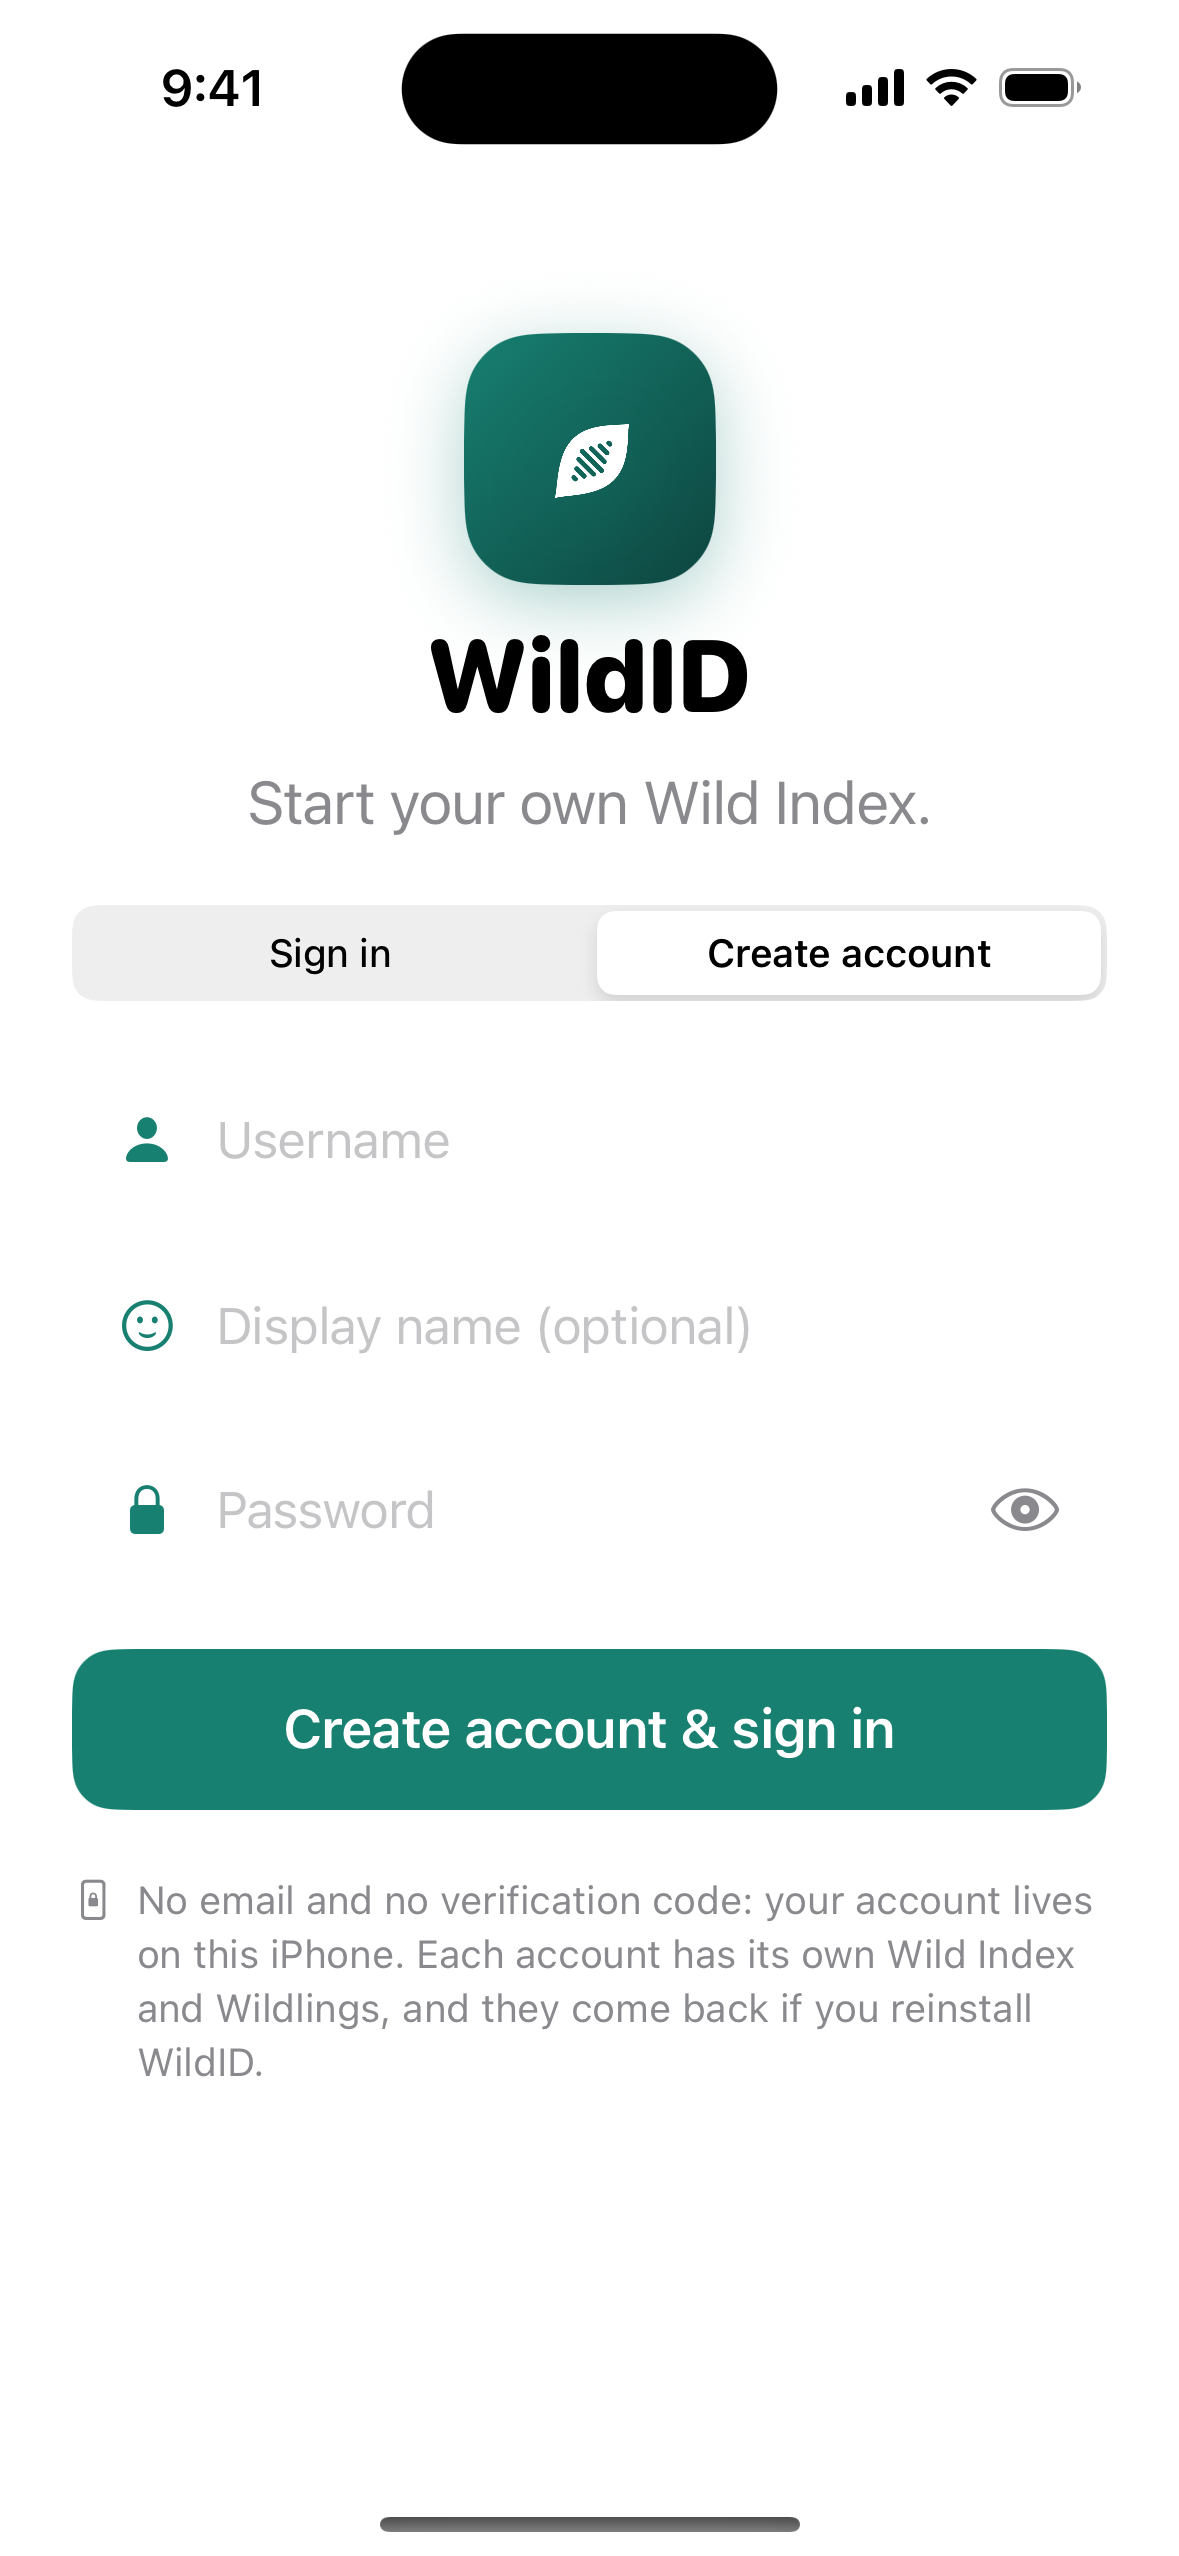 9:41
WildID
Start your own Wild Index.
Sign in
Create account
Username
Display name (optional)
Password
Create account & sign in
No email and no verification code: your account lives
on this iPhone. Each account has its own Wild Index
and Wildlings, and they come back if you reinstall
WildID.